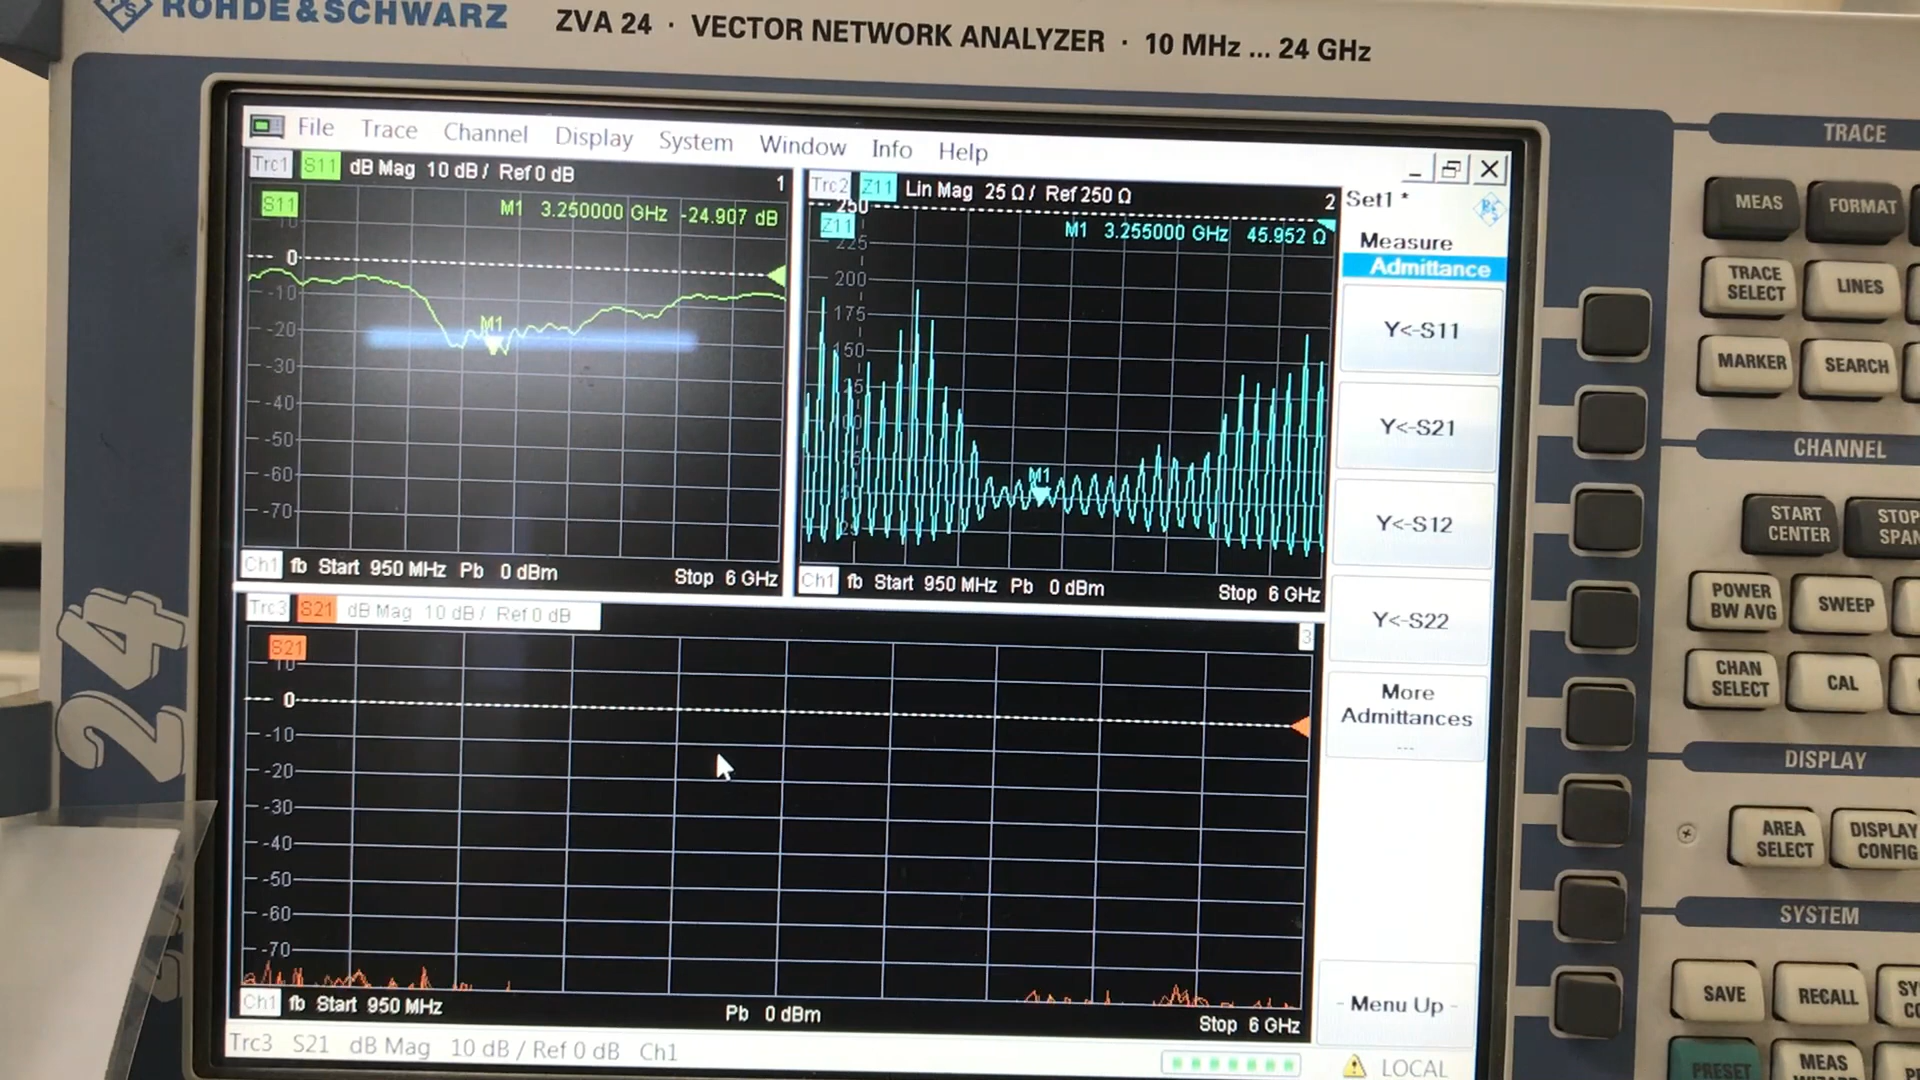 ROHDE&SCHWARZ
ZVA 24 · VECTOR NETWORK ANALYZER · 10 MHz ... 24 GHz
File Trace Channel Display System Window Info Help
Trc1 S11 dB Mag 10 dB/ Ref 0 dB 1
S11
M1 3.250000 GHz -24.907 dB
10
0
-10
-20
M1
-30
-40
-50
-60
-70
Ch1 fb Start 950 MHz Pb 0 dBm Stop 6 GHz
Trc2 Z11 Lin Mag 25 Ω/ Ref 250 Ω 2
250
Z11
M1 3.255000 GHz 45.952 Ω
225
200
175
150
M1
Ch1 fb Start 950 MHz Pb 0 dBm Stop 6 GHz
Trc3 S21 dB Mag 10 dB/ Ref 0 dB
3
S21
10
0
-10
-20
-30
-40
-50
-60
-70
Ch1 fb Start 950 MHz Pb 0 dBm Stop 6 GHz
Trc3 S21 dB Mag 10 dB / Ref 0 dB Ch1
LOCAL
Set1 *
Measure
Admittance
Y<-S11
Y<-S21
Y<-S12
Y<-S22
More
Admittances
...
- Menu Up -
24
TRACE
MEAS
FORMAT
TRACE
SELECT
LINES
MARKER
SEARCH
CHANNEL
START
CENTER
STOP
SPAN
POWER
BW AVG
SWEEP
CHAN
SELECT
CAL
DISPLAY
AREA
SELECT
DISPLAY
CONFIG
SYSTEM
SAVE
RECALL
PRESET
MEAS